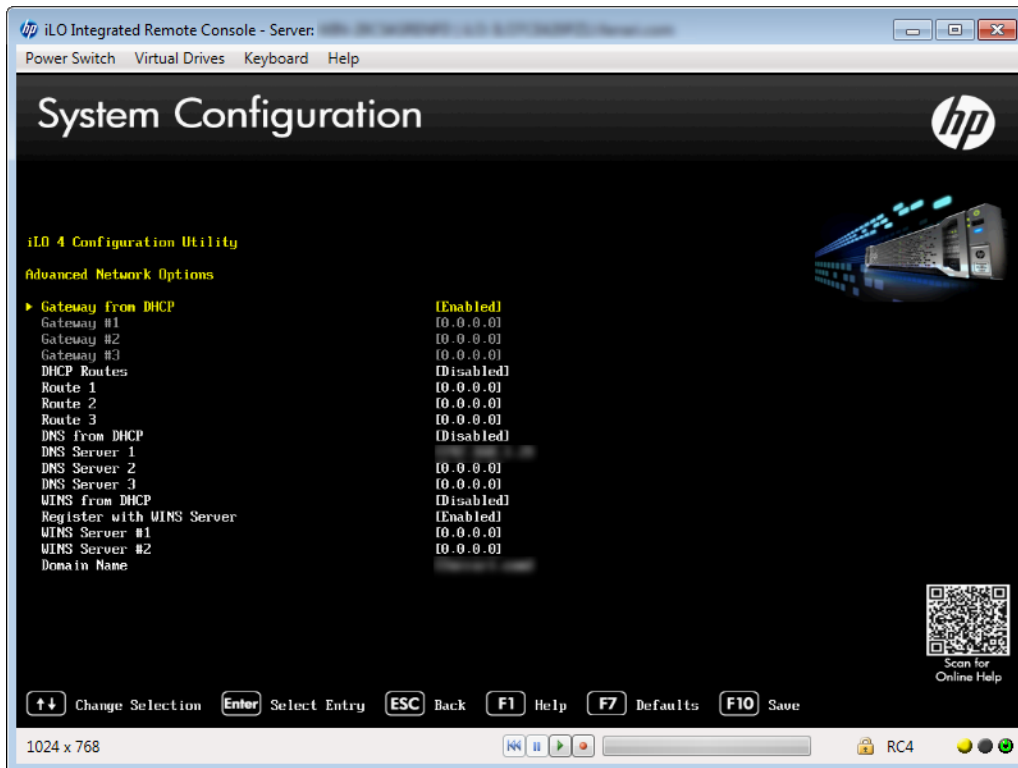 iLO Integrated Remote Console - Server:
Power Switch Virtual Drives Keyboard Help
System Configuration
hp
iLO 4 Configuration Utility
Advanced Network Options
Gateway from DHCP [Enabled]
Gateway #1 [0.0.0.0]
Gateway #2 [0.0.0.0]
Gateway #3 [0.0.0.0]
DHCP Routes [Disabled]
Route 1 [0.0.0.0]
Route 2 [0.0.0.0]
Route 3 [0.0.0.0]
DNS from DHCP [Disabled]
DNS Server 1
DNS Server 2 [0.0.0.0]
DNS Server 3 [0.0.0.0]
WINS from DHCP [Disabled]
Register with WINS Server [Enabled]
WINS Server #1 [0.0.0.0]
WINS Server #2 [0.0.0.0]
Domain Name
Scan for
Online Help
↑↓ Change Selection Enter Select Entry ESC Back F1 Help F7 Defaults F10 Save
1024 x 768 RC4